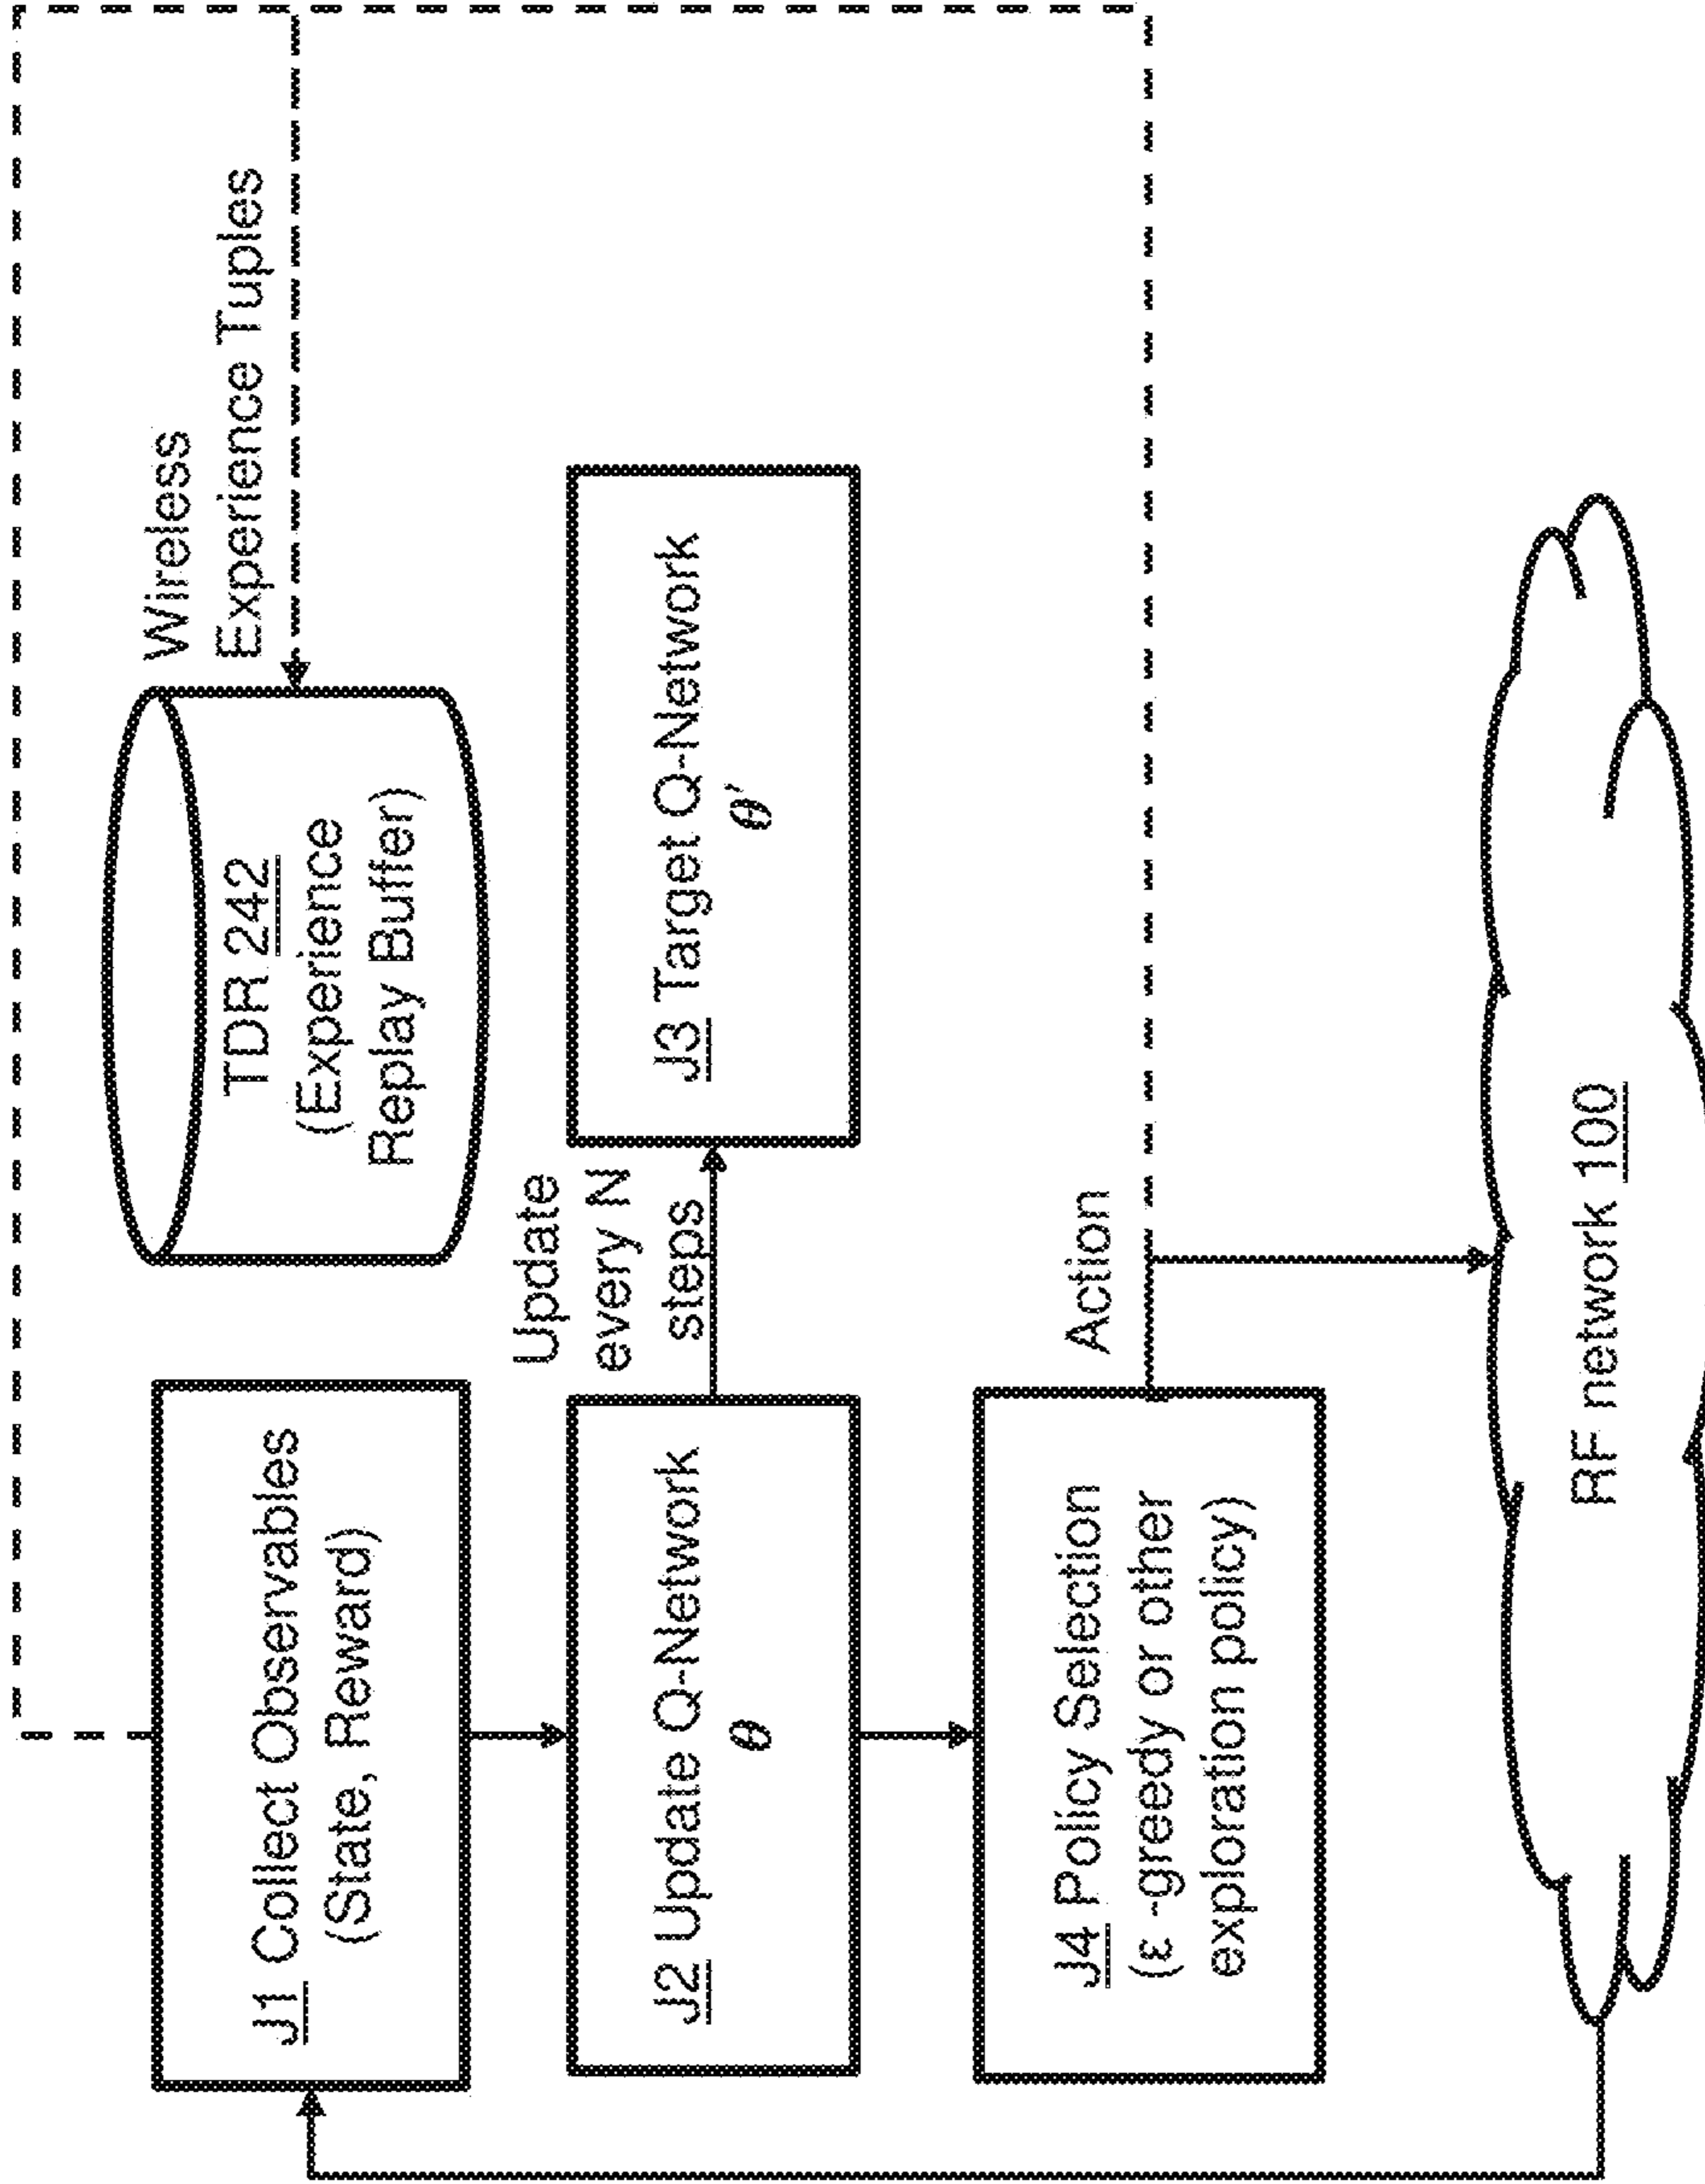 J1 Collect Observables
(State, Reward)
TDR 242
(Experience
Replay Buffer)
Wireless
Experience Tuples
J2 Update Q-Network
θ
Update
every N
steps
J3 Target Q-Network
θ'
J4 Policy Selection
(ε -greedy or other
exploration policy)
Action
RF network 100